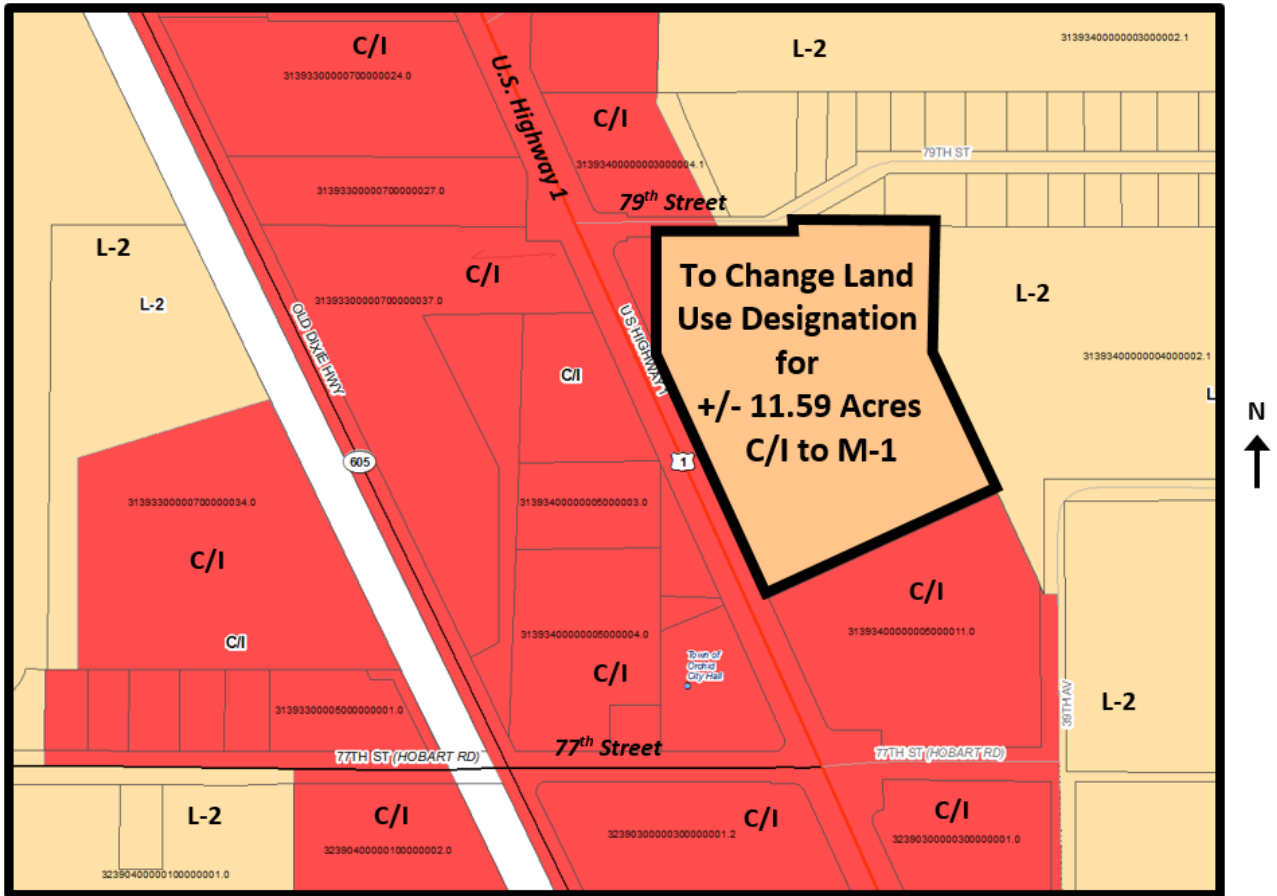 C/I
31393300000700000024.0
U.S. Highway 1
L-2
31393400000003000002.1
C/I
31393400000003000004.1
79TH ST
31393300000700000027.0
79th Street
L-2
L-2
C/I
31393300000700000037.0
OLD DIXIE HWY
U S HIGHWAY 1
To Change Land
Use Designation
for
+/- 11.59 Acres
C/I to M-1
L-2
31393400000004000002.1
L
N
C/I
605
1
31393300000700000034.0
31393400000005000003.0
C/I
C/I
31393400000005000004.0
C/I
Town of
Orchid
City Hall
C/I
31393400000005000011.0
L-2
39TH AV
31393300005000000001.0
77TH ST (HOBART RD)
77th Street
77TH ST (HOBART RD)
L-2
C/I
32390400000100000002.0
32390400000100000001.0
C/I
32390300000300000001.2
C/I
32390300000300000001.0